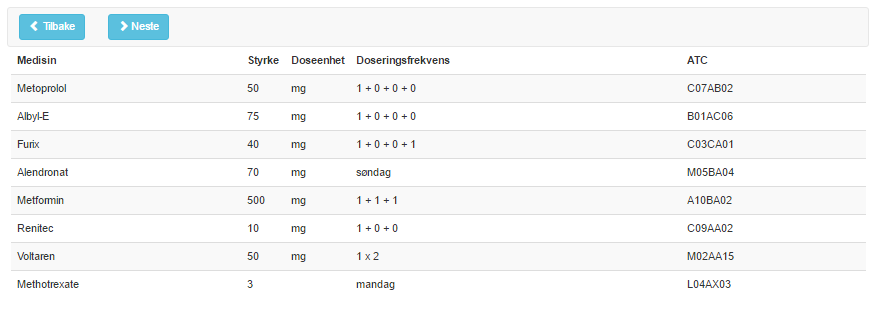 Tilbake Neste
Medisin Styrke Doseenhet Doseringsfrekvens ATC
Metoprolol 50 mg 1 + 0 + 0 + 0 C07AB02
Albyl-E 75 mg 1 + 0 + 0 + 0 B01AC06
Furix 40 mg 1 + 0 + 0 + 1 C03CA01
Alendronat 70 mg søndag M05BA04
Metformin 500 mg 1 + 1 + 1 A10BA02
Renitec 10 mg 1 + 0 + 0 C09AA02
Voltaren 50 mg 1 x 2 M02AA15
Methotrexate 3 mandag L04AX03